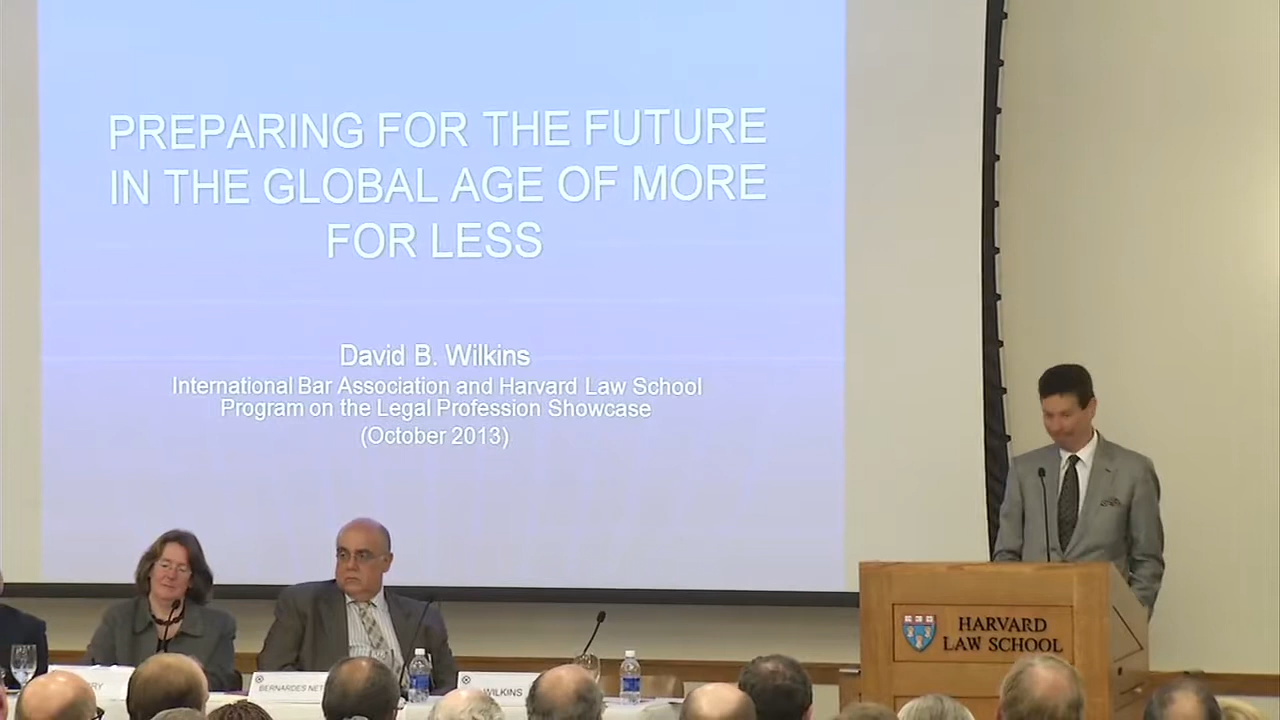 PREPARING FOR THE FUTURE
IN THE GLOBAL AGE OF MORE
FOR LESS
David B. Wilkins
International Bar Association and Harvard Law School
Program on the Legal Profession Showcase
(October 2013)
HARVARD
LAW SCHOOL
BERNARDES NET
WILKINS